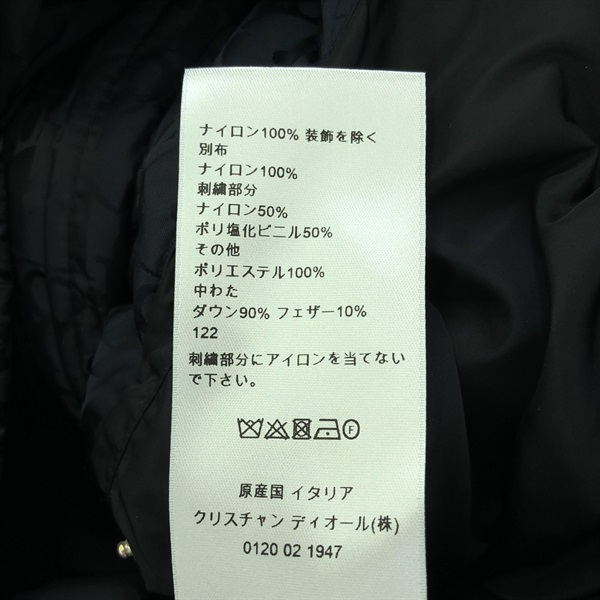 ナイロン100% 装飾を除く
別布
ナイロン100%
刺繍部分
ナイロン50%
ポリ塩化ビニル50%
その他
ポリエステル100%
中わた
ダウン90% フェザー10%
122
刺繍部分にアイロンを当てない
で下さい。
F
原産国 イタリア
クリスチャン ディオール(株)
0120 02 1947